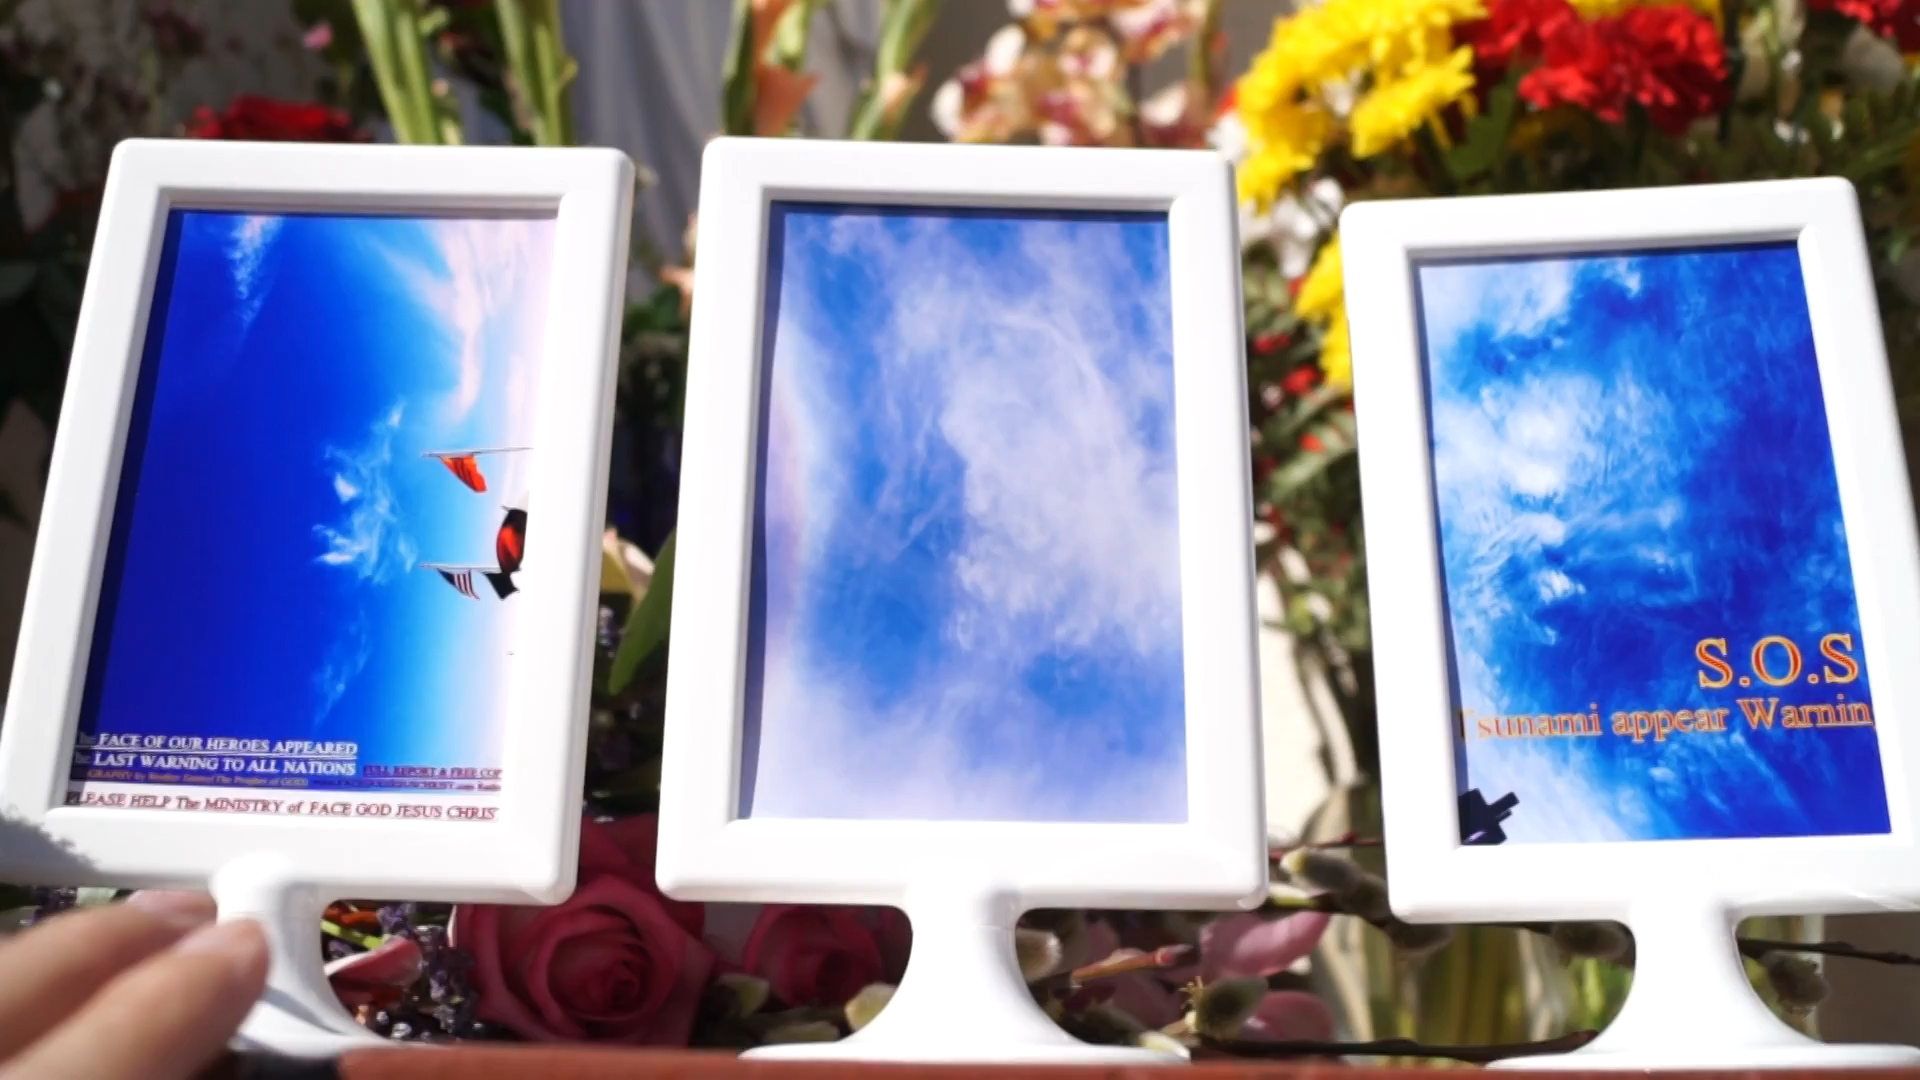 FACE OF OUR HEROES APPEARED
LAST WARNING TO ALL NATIONS
FULL REPORT & FREE COP
PLEASE HELP The MINISTRY of FACE GOD JESUS CHRIS
S.O.S
Tsunami appear Warnin